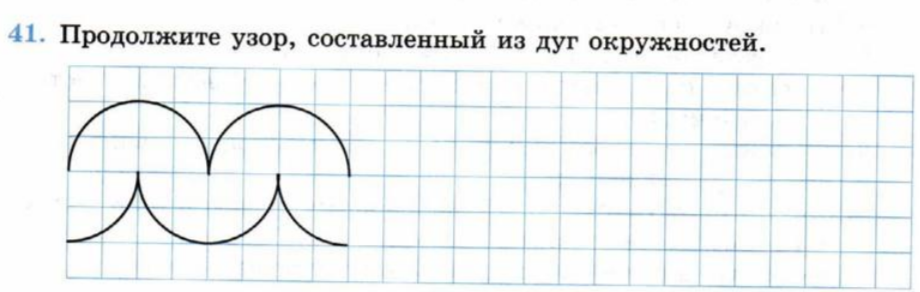 41. Продолжите узор, составленный из дуг окружностей.